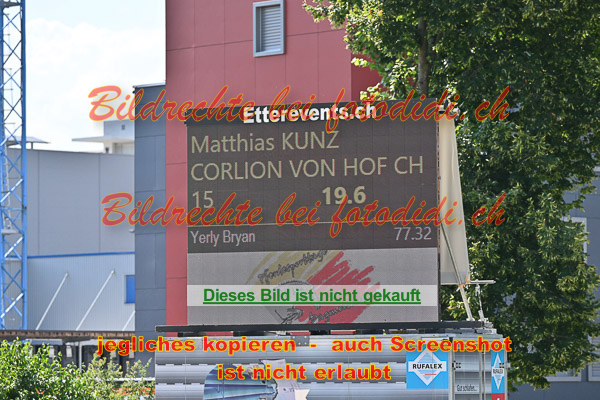 Bildrechte bei fotodidi.ch
Etterevents.ch
Matthias KUNZ
CORLION VON HOF CH
15 19.6
Bildrechte bei fotodidi.ch
Yerly Bryan 77.32
Dieses Bild ist nicht gekauft
jegliches kopieren - auch Screenshot
ist nicht erlaubt
RUFALEX
RUFALEX